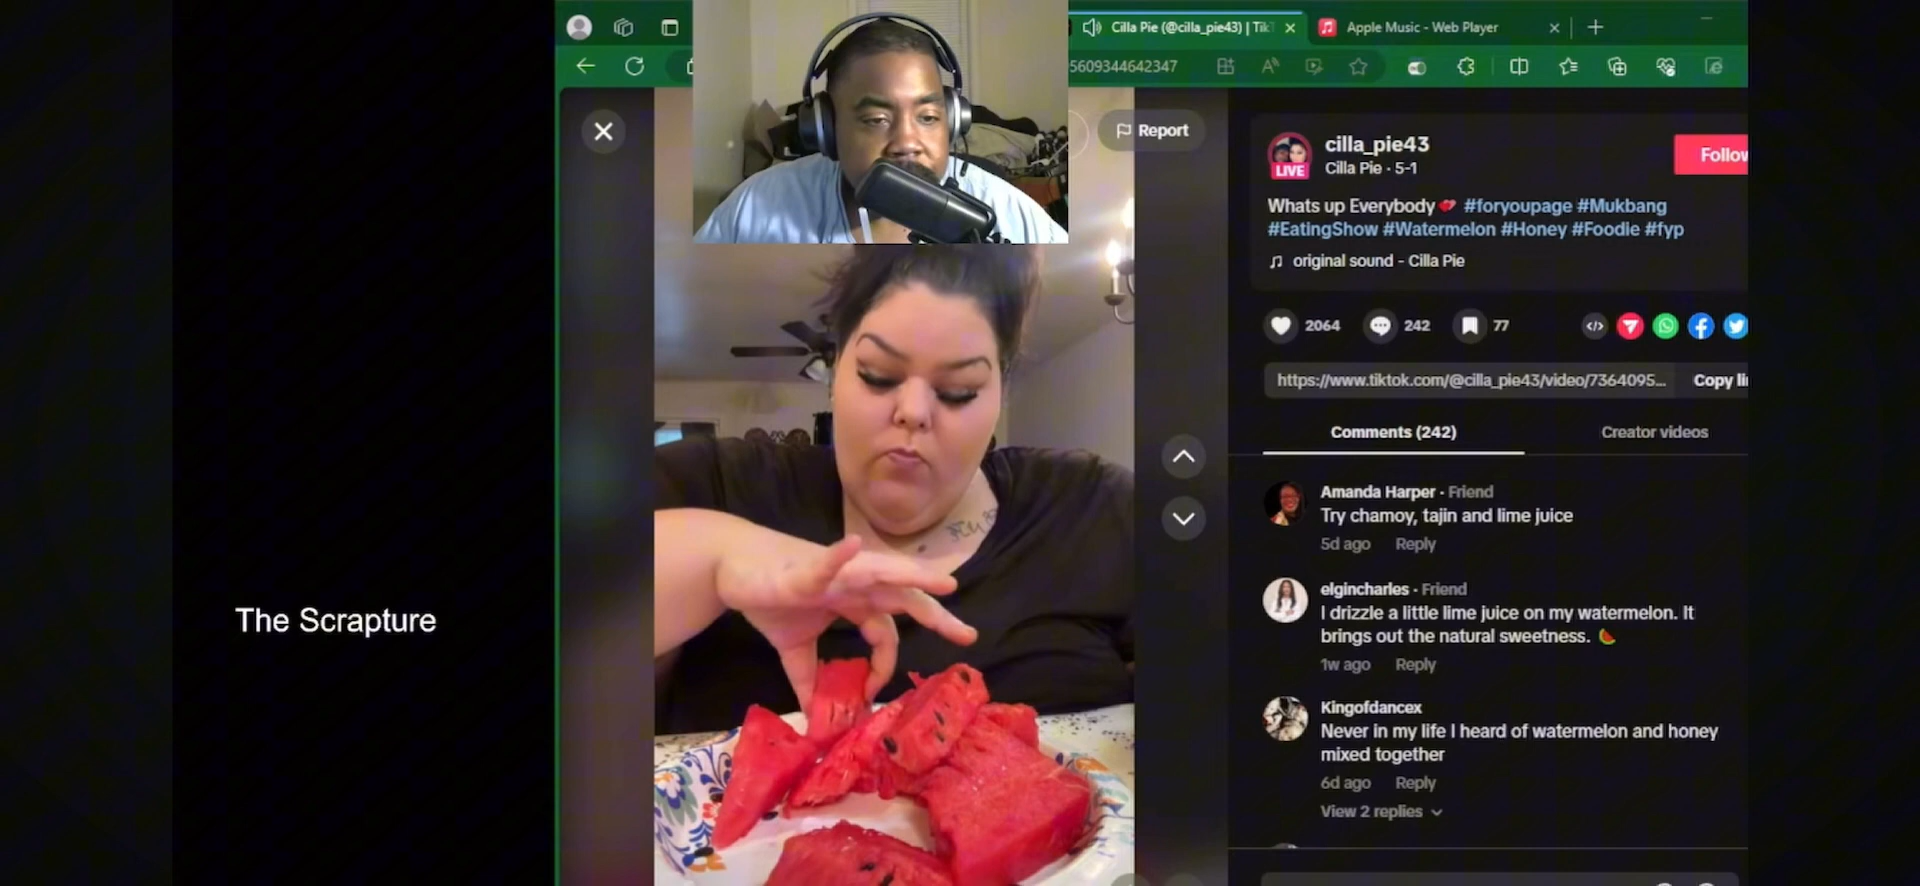 Cilla Pie (@cilla_pie43) | Tik
Apple Music - Web Player
5609344642347
Report
LIVE
cilla_pie43
Cilla Pie · 5-1
Follow
Whats up Everybody💋 #foryoupage #Mukbang
#EatingShow #Watermelon #Honey #Foodie #fyp
original sound - Cilla Pie
2064
242
77
https://www.tiktok.com/@cilla_pie43/video/7364095...
Copy li
Comments (242)
Creator videos
Amanda Harper · Friend
Try chamoy, tajin and lime juice
5d ago Reply
elgincharles · Friend
I drizzle a little lime juice on my watermelon. It
brings out the natural sweetness. 🍉
1w ago Reply
Kingofdancex
Never in my life I heard of watermelon and honey
mixed together
6d ago Reply
View 2 replies
The Scrapture